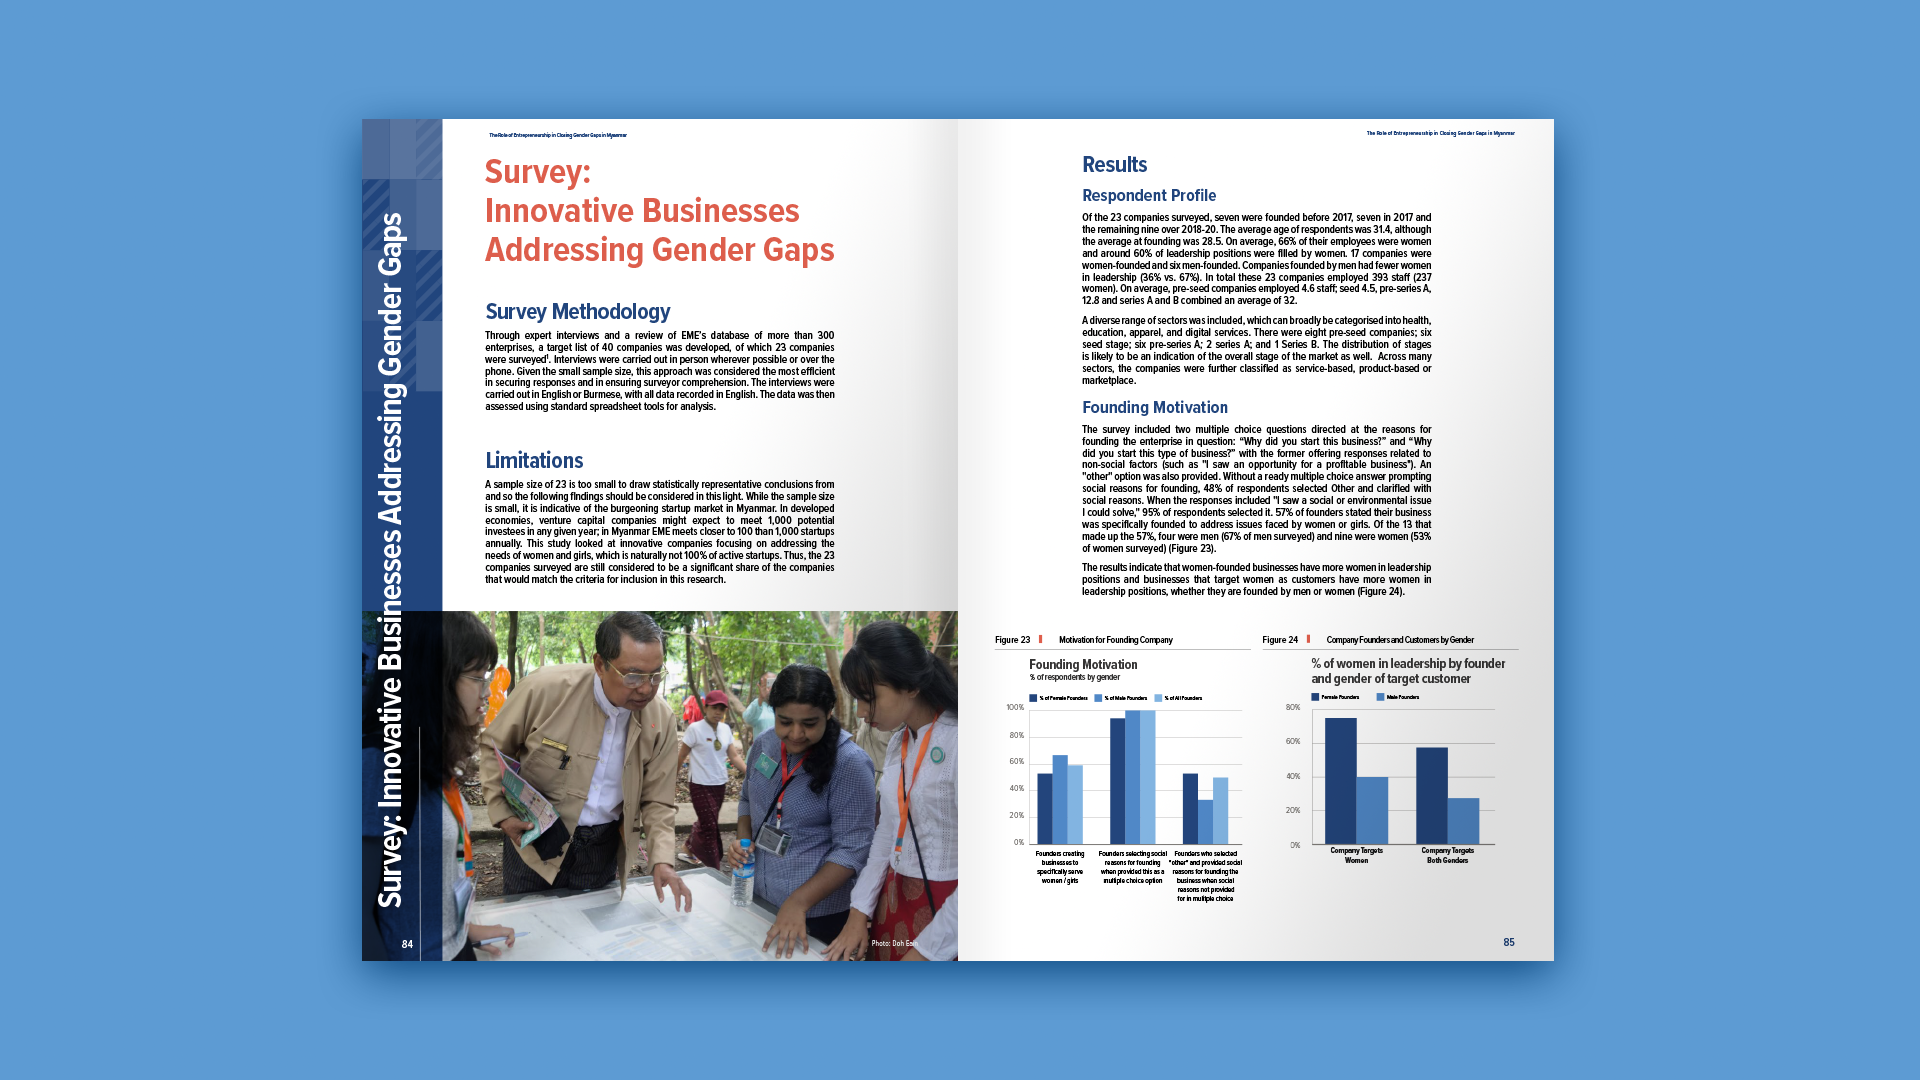 The Role of Entrepreneurship in Closing Gender Gaps in Myanmar
Survey: Innovative Businesses Addressing Gender Gaps
Survey:
Innovative Businesses
Addressing Gender Gaps
Survey Methodology
Through expert interviews and a review of EME's database of more than 300
enterprises, a target list of 40 companies was developed, of which 23 companies
were surveyed¹. Interviews were carried out in person wherever possible or over the
phone. Given the small sample size, this approach was considered the most efficient
in securing responses and in ensuring surveyor comprehension. The interviews were
carried out in English or Burmese, with all data recorded in English. The data was then
assessed using standard spreadsheet tools for analysis.
Limitations
A sample size of 23 is too small to draw statistically representative conclusions from
and so the following findings should be considered in this light. While the sample size
is small, it is indicative of the burgeoning startup market in Myanmar. In developed
economies, venture capital companies might expect to meet 1,000 potential
investees in any given year; in Myanmar EME meets closer to 100 than 1,000 startups
annually. This study looked at innovative companies focusing on addressing the
needs of women and girls, which is naturally not 100% of active startups. Thus, the 23
companies surveyed are still considered to be a significant share of the companies
that would match the criteria for inclusion in this research.
84
Photo: Doh Eain
The Role of Entrepreneurship in Closing Gender Gaps in Myanmar
Results
Respondent Profile
Of the 23 companies surveyed, seven were founded before 2017, seven in 2017 and
the remaining nine over 2018-20. The average age of respondents was 31.4, although
the average at founding was 28.5. On average, 66% of their employees were women
and around 60% of leadership positions were filled by women. 17 companies were
women-founded and six men-founded. Companies founded by men had fewer women
in leadership (36% vs. 67%). In total these 23 companies employed 393 staff (237
women). On average, pre-seed companies employed 4.6 staff; seed 4.5, pre-series A,
12.8 and series A and B combined an average of 32.
A diverse range of sectors was included, which can broadly be categorised into health,
education, apparel, and digital services. There were eight pre-seed companies; six
seed stage; six pre-series A; 2 series A; and 1 Series B. The distribution of stages
is likely to be an indication of the overall stage of the market as well. Across many
sectors, the companies were further classified as service-based, product-based or
marketplace.
Founding Motivation
The survey included two multiple choice questions directed at the reasons for
founding the enterprise in question: “Why did you start this business?” and “Why
did you start this type of business?” with the former offering responses related to
non-social factors (such as "I saw an opportunity for a profitable business"). An
"other" option was also provided. Without a ready multiple choice answer prompting
social reasons for founding, 48% of respondents selected Other and clarified with
social reasons. When the responses included "I saw a social or environmental issue
I could solve," 95% of respondents selected it. 57% of founders stated their business
was specifically founded to address issues faced by women or girls. Of the 13 that
made up the 57%, four were men (67% of men surveyed) and nine were women (53%
of women surveyed) (Figure 23).
The results indicate that women-founded businesses have more women in leadership
positions and businesses that target women as customers have more women in
leadership positions, whether they are founded by men or women (Figure 24).
Figure 23 Motivation for Founding Company
Founding Motivation
% of respondents by gender
% of Female Founders % of Male Founders % of All Founders
100%
80%
60%
40%
20%
0%
Founders creating
businesses to
specifically serve
women / girls
Founders selecting social
reasons for founding
when provided this as a
multiple choice option
Founders who selected
"other" and provided social
reasons for founding the
business when social
reasons not provided
for in multiple choice
Figure 24 Company Founders and Customers by Gender
% of women in leadership by founder
and gender of target customer
Female Founders Male Founders
80%
60%
40%
20%
0%
Company Targets
Women
Company Targets
Both Genders
85